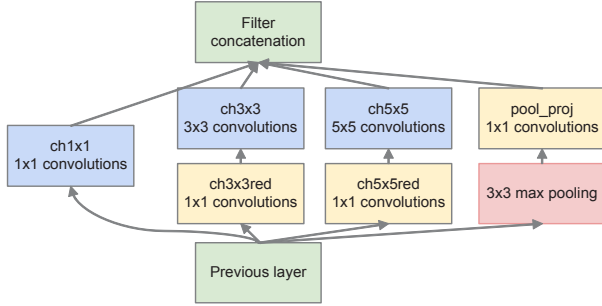 Filter
concatenation
ch3x3
3x3 convolutions
ch5x5
5x5 convolutions
pool_proj
1x1 convolutions
ch1x1
1x1 convolutions
ch3x3red
1x1 convolutions
ch5x5red
1x1 convolutions
3x3 max pooling
Previous layer